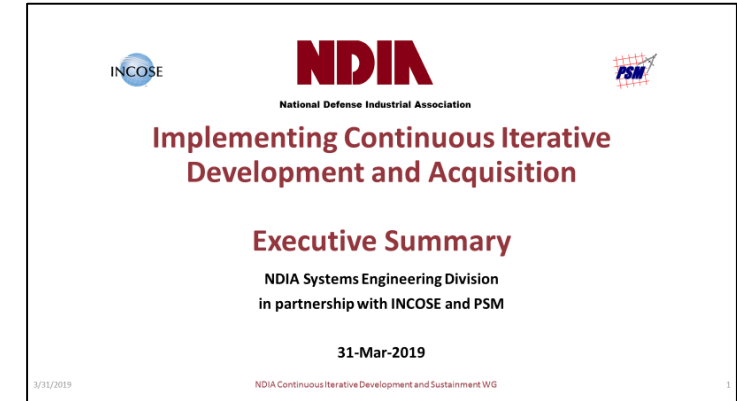 INCOSE
NDIA
PSM
National Defense Industrial Association
Implementing Continuous Iterative
Development and Acquisition
Executive Summary
NDIA Systems Engineering Division
in partnership with INCOSE and PSM
31-Mar-2019
3/31/2019
NDIA Continuous Iterative Development and Sustainment WG
1